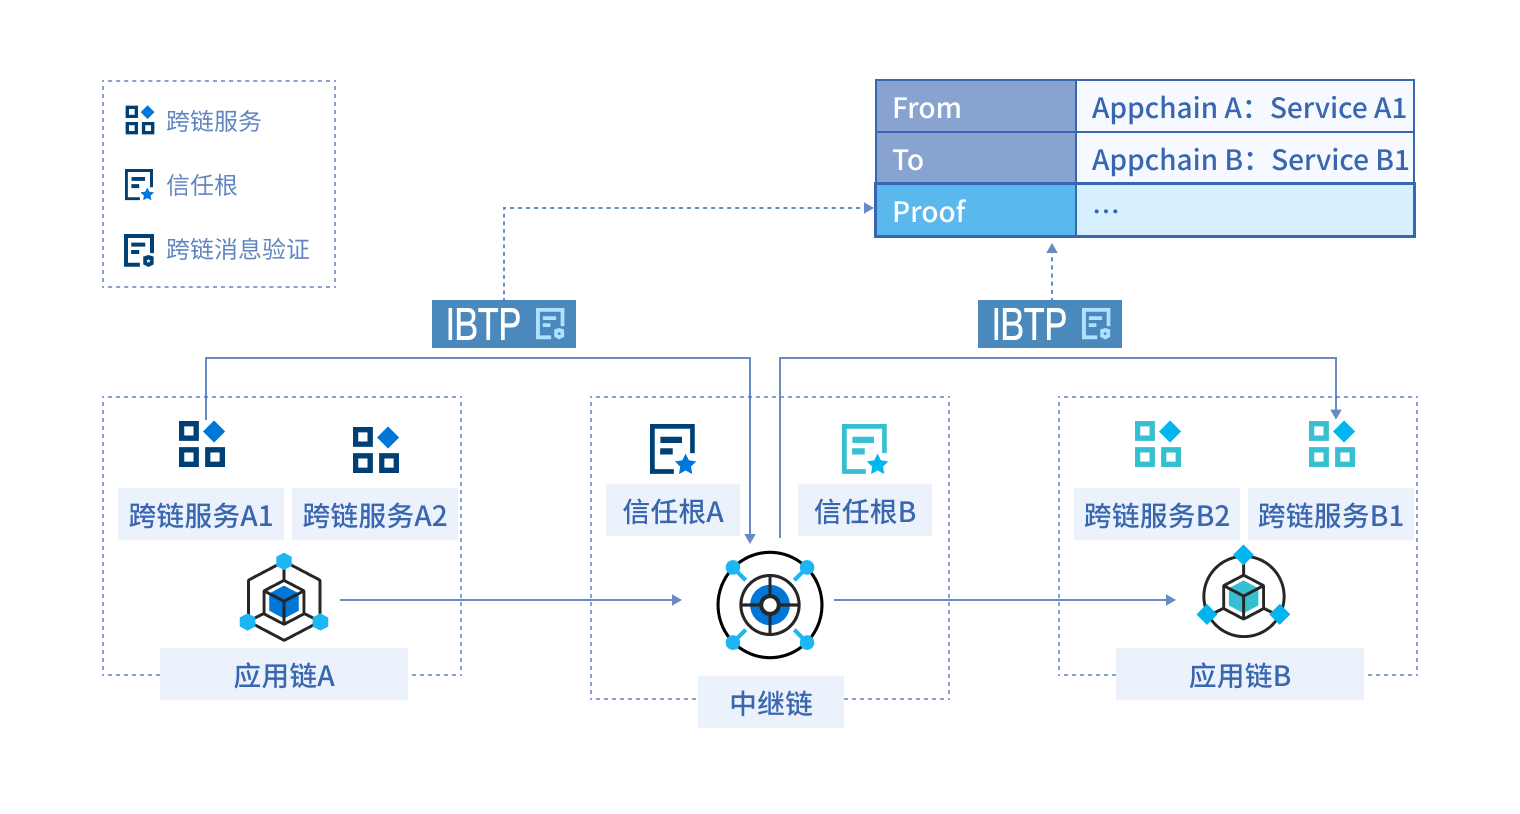 跨链服务
信任根
跨链消息验证
From
Appchain A：Service A1
To
Appchain B：Service B1
Proof
···
IBTP
IBTP
跨链服务A1
跨链服务A2
信任根A
信任根B
跨链服务B2
跨链服务B1
应用链A
中继链
应用链B